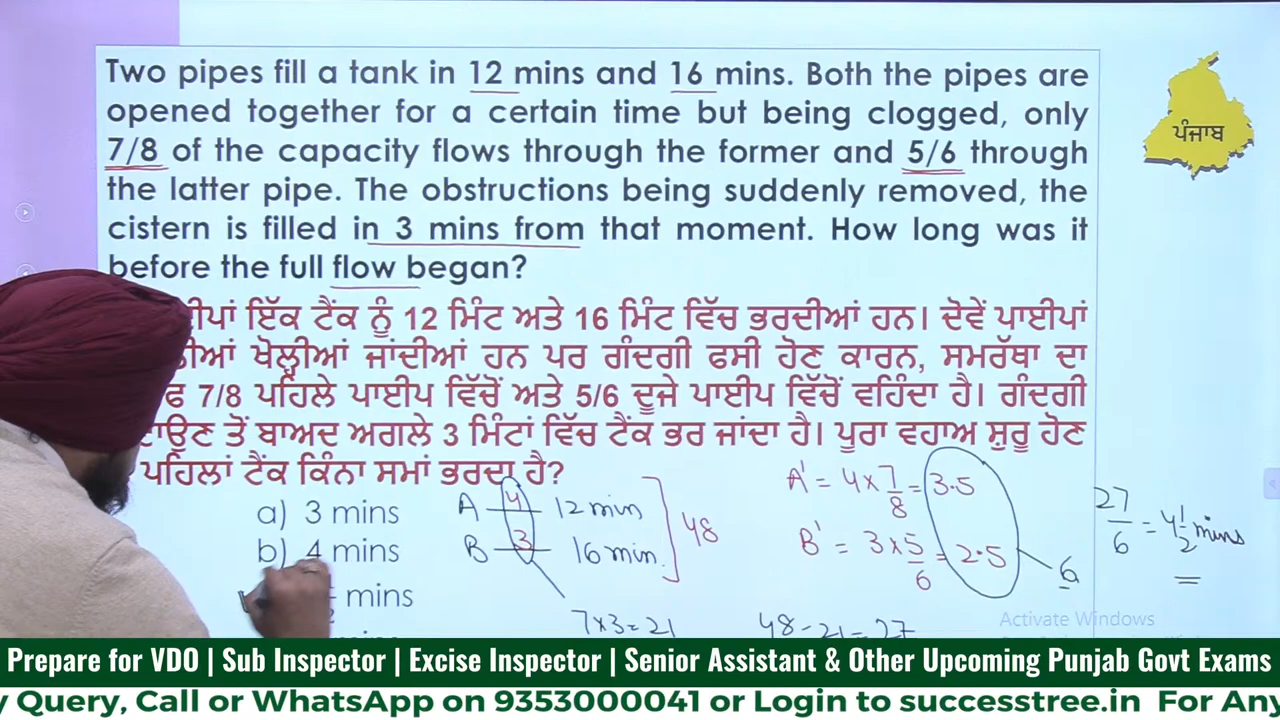 Two pipes fill a tank in 12 mins and 16 mins. Both the pipes are
opened together for a certain time but being clogged, only
7/8 of the capacity flows through the former and 5/6 through
the latter pipe. The obstructions being suddenly removed, the
cistern is filled in 3 mins from that moment. How long was it
before the full flow began?
ਪੰਜਾਬ
ਇੱਕ ਟੈਂਕ ਨੂੰ 12 ਮਿੰਟ ਅਤੇ 16 ਮਿੰਟ ਵਿੱਚ ਭਰਦੀਆਂ ਹਨ। ਦੋਵੇਂ ਪਾਈਪਾਂ
ਖੋਲ੍ਹੀਆਂ ਜਾਂਦੀਆਂ ਹਨ ਪਰ ਗੰਦਗੀ ਫਸੀ ਹੋਣ ਕਾਰਨ, ਸਮਰੱਥਾ ਦਾ
7/8 ਪਹਿਲੇ ਪਾਈਪ ਵਿੱਚੋਂ ਅਤੇ 5/6 ਦੂਜੇ ਪਾਈਪ ਵਿੱਚੋਂ ਵਹਿੰਦਾ ਹੈ। ਗੰਦਗੀ
ਤੋਂ ਬਾਅਦ ਅਗਲੇ 3 ਮਿੰਟਾਂ ਵਿੱਚ ਟੈਂਕ ਭਰ ਜਾਂਦਾ ਹੈ। ਪੂਰਾ ਵਹਾਅ ਸ਼ੁਰੂ ਹੋਣ
ਪਹਿਲਾਂ ਟੈਂਕ ਕਿੰਨਾ ਸਮਾਂ ਭਰਦਾ ਹੈ?
a) 3 mins
b) 4 mins
mins
A 4 12 min
B 3 16 min.
48
7×3=21
A' = 4×7/8 = 3.5
B' = 3×5/6 = 2.5
6
48-21=27
27/6 = 4 1/2 mins
Activate Windows
Prepare for VDO | Sub Inspector | Excise Inspector | Senior Assistant & Other Upcoming Punjab Govt Exams
Query, Call or WhatsApp on 9353000041 or Login to successtree.in For Any